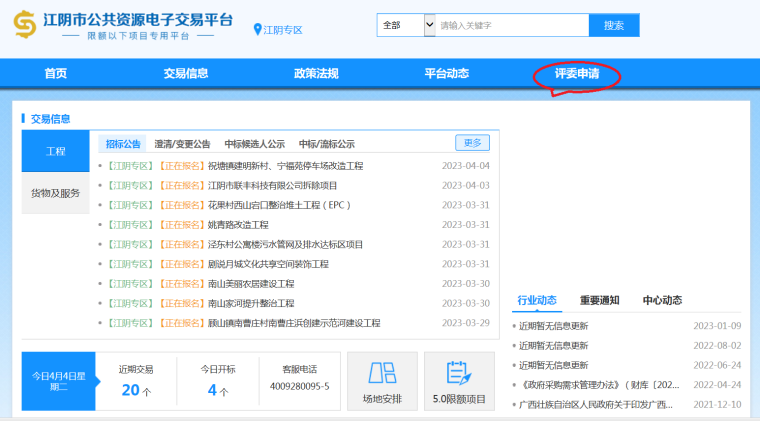 江阴市公共资源电子交易平台
限额以下项目专用平台
江阴专区
全部 请输入关键字 搜索
首页 交易信息 政策法规 平台动态 评委申请
交易信息
工程
货物及服务
招标公告 澄清/变更公告 中标候选人公示 中标/流标公示 更多
【江阴专区】【正在报名】祝塘镇建明新村、宁福苑停车场改造工程 2023-04-04
【江阴专区】【正在报名】江阴市联丰科技有限公司拆除项目 2023-04-03
【江阴专区】【正在报名】花果村西山宕口整治堆土工程（EPC） 2023-03-31
【江阴专区】【正在报名】姚青路改造工程 2023-03-31
【江阴专区】【正在报名】泾东村公寓楼污水管网及排水达标区项目 2023-03-31
【江阴专区】【正在报名】剧说月城文化共享空间装饰工程 2023-03-31
【江阴专区】【正在报名】南山美丽农居建设工程 2023-03-30
【江阴专区】【正在报名】南山家河提升整治工程 2023-03-30
【江阴专区】【正在报名】顾山镇南曹庄村南曹庄浜创建示范河建设工程 2023-03-29
行业动态 重要通知 中心动态
近期暂无信息更新 2023-01-09
近期暂无信息更新 2022-08-02
近期暂无信息更新 2022-06-24
《政府采购需求管理办法》（财库〔202... 2022-04-24
广西壮族自治区人民政府关于印发广西... 2021-12-10
今日4月4日星期二
近期交易 20 个
今日开标 4 个
客服电话 4009280095-5
场地安排
5.0限额项目